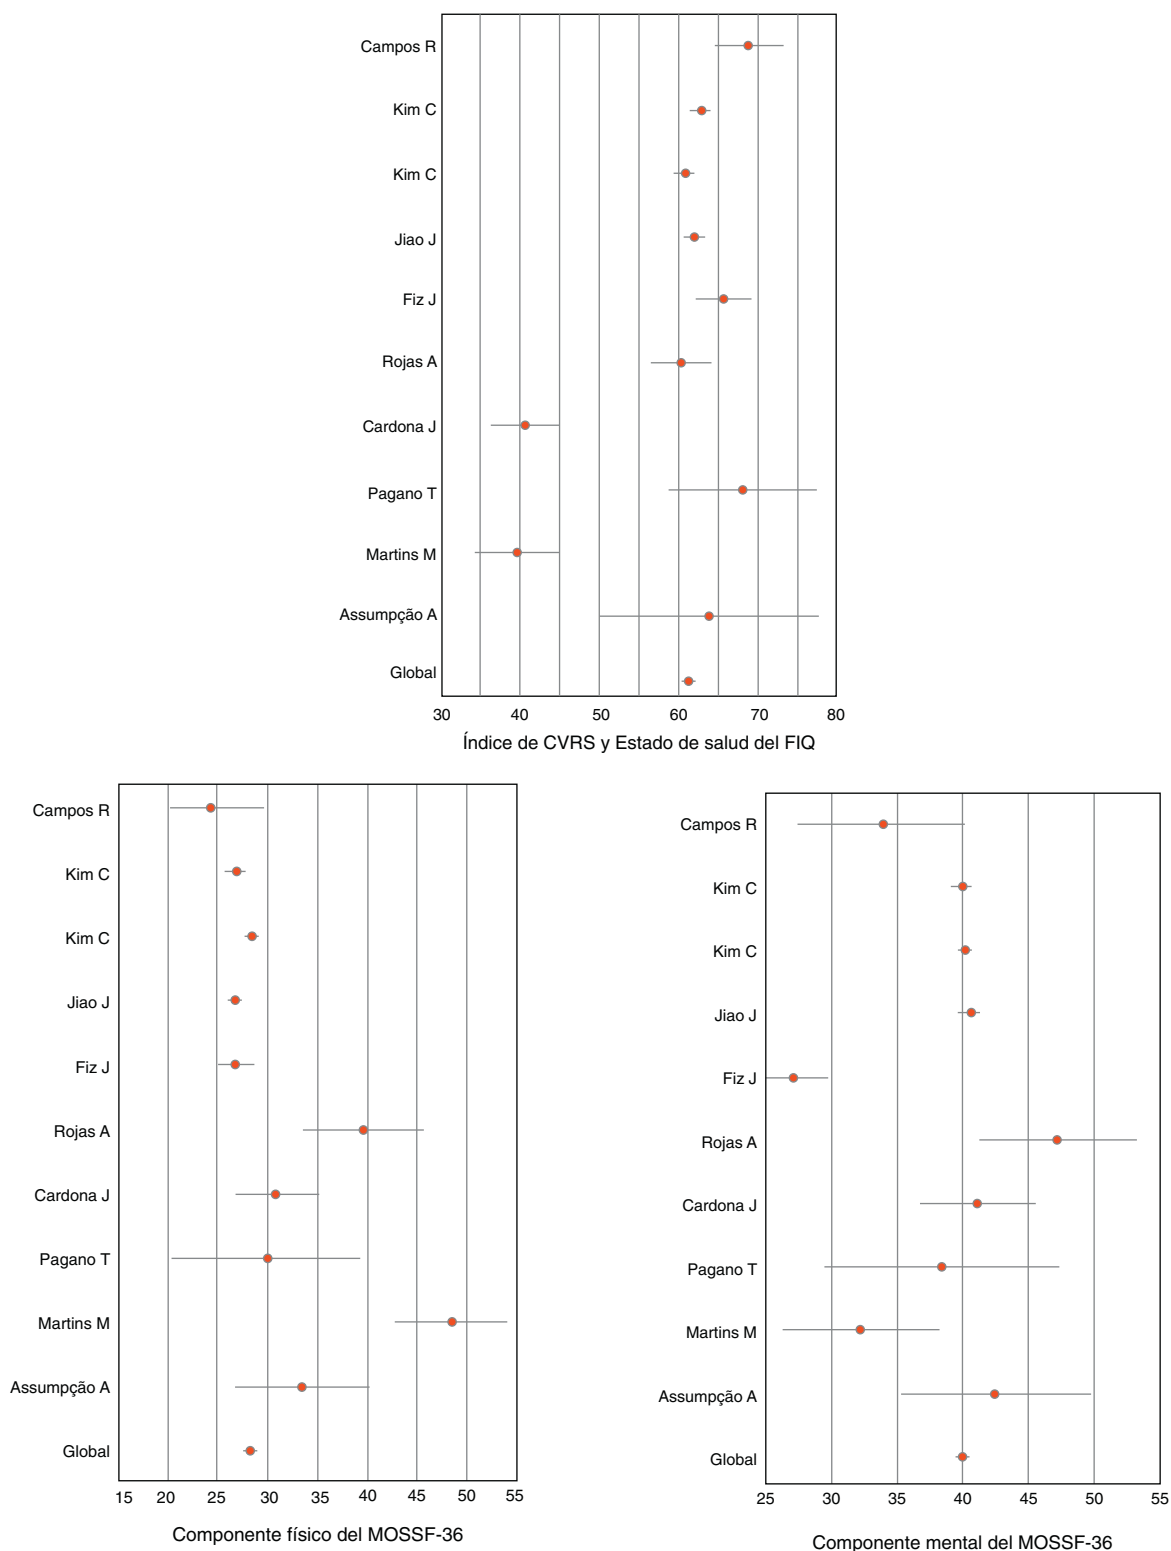 Campos R
Kim C
Kim C
Jiao J
Fiz J
Rojas A
Cardona J
Pagano T
Martins M
Assumpção A
Global
30 40 50 60 70 80
Índice de CVRS y Estado de salud del FIQ
Campos R
Kim C
Kim C
Jiao J
Fiz J
Rojas A
Cardona J
Pagano T
Martins M
Assumpção A
Global
15 20 25 30 35 40 45 50 55
Componente físico del MOSSF-36
Campos R
Kim C
Kim C
Jiao J
Fiz J
Rojas A
Cardona J
Pagano T
Martins M
Assumpção A
Global
25 30 35 40 45 50 55
Componente mental del MOSSF-36